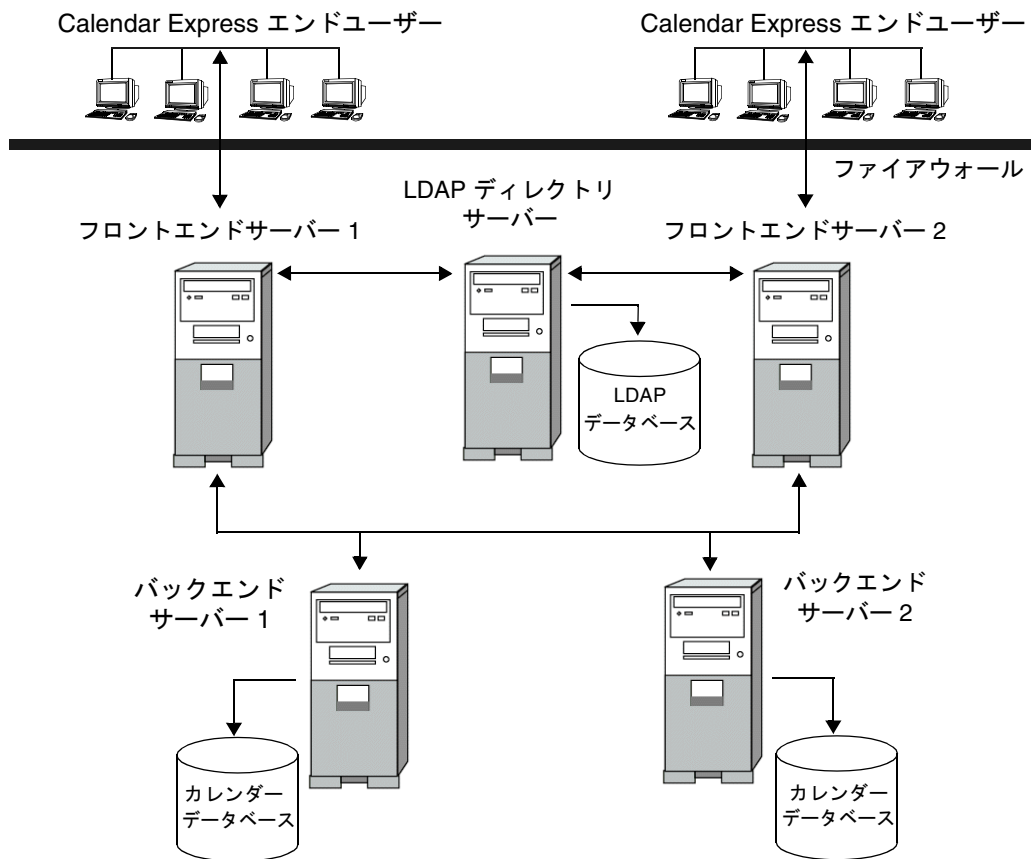 Calendar Express エンドユーザー
Calendar Express エンドユーザー
ファイアウォール
LDAP ディレクトリ
サーバー
フロントエンドサーバー 1
フロントエンドサーバー 2
LDAP
データベース
バックエンド
サーバー 1
バックエンド
サーバー 2
カレンダー
データベース
カレンダー
データベース